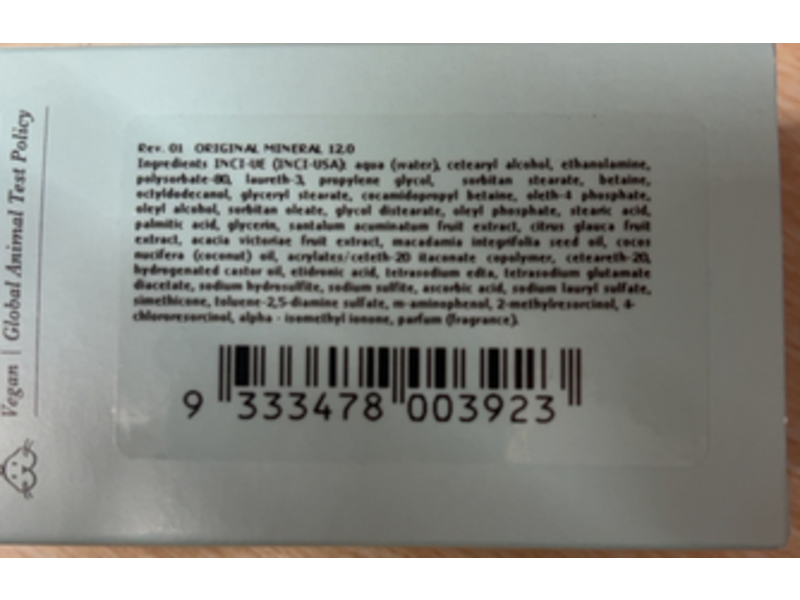 Rev. 01 ORIGINAL MINERAL 12.0
Ingredients INCI-UE (INCI-USA): aqua (water), cetearyl alcohol, ethanolamine,
polysorbate-80, laureth-3, propylene glycol, sorbitan stearate, betaine,
octyldodecanol, glyceryl stearate, cocamidopropyl betaine, oleth-4 phosphate,
oleyl alcohol, sorbitan oleate, glycol distearate, oleyl phosphate, stearic acid,
palmitic acid, glycerin, santalum acuminatum fruit extract, citrus glauca fruit
extract, acacia victoriae fruit extract, macadamia integrifolia seed oil, cocos
nucifera (coconut) oil, acrylates/ceteth-20 itaconate copolymer, ceteareth-20,
hydrogenated castor oil, etidronic acid, tetrasodium edta, tetrasodium glutamate
diacetate, sodium hydrosulfite, sodium sulfite, ascorbic acid, sodium lauryl sulfate,
simethicone, toluene-2,5-diamine sulfate, m-aminophenol, 2-methylresorcinol, 4-
chlororesorcinol, alpha - isomethyl ionone, parfum (fragrance).
9 333478 003923
Vegan | Global Animal Test Policy